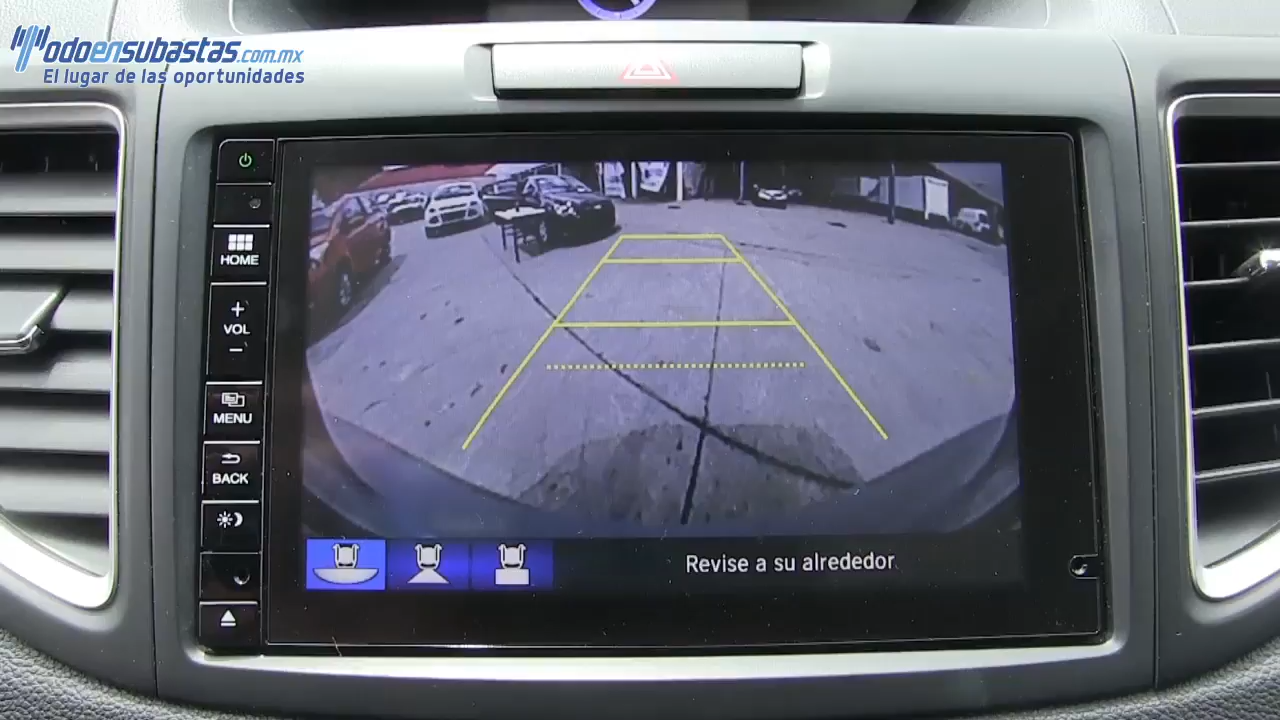 Todoensubastas.com.mx
El lugar de las oportunidades
HOME
+
VOL
−
MENU
BACK
Revise a su alrededor